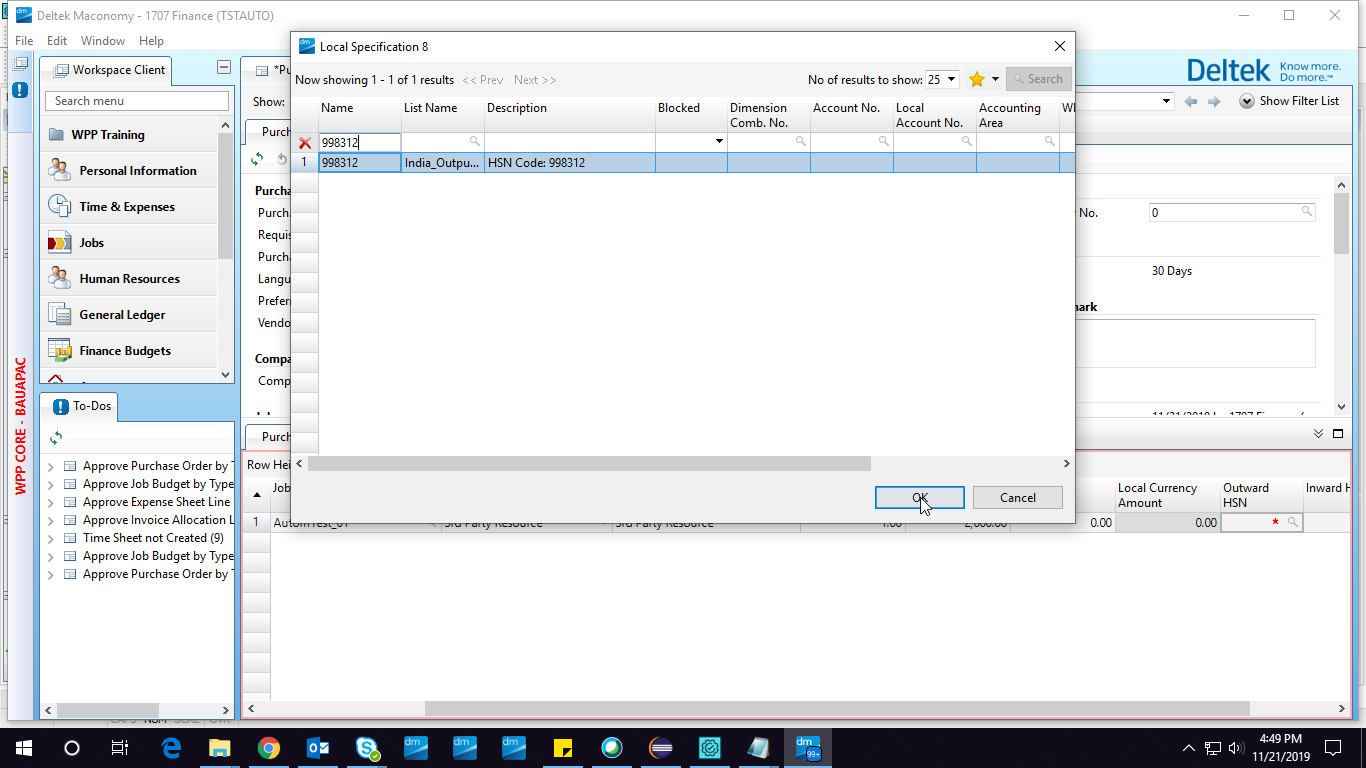 Deltek Maconomy - 1707 Finance (TSTAUTO)
File Edit Window Help
Workspace Client
Search menu
WPP Training
Personal Information
Time & Expenses
Jobs
Human Resources
General Ledger
Finance Budgets
WPP CORE - BAUAPAC
To-Dos
Approve Purchase Order by T
Approve Job Budget by Type
Approve Expense Sheet Line
Approve Invoice Allocation L
Time Sheet not Created (9)
Approve Job Budget by Type
Approve Purchase Order by T
*Pu
Show:
Purch
Purcha
Purch
Requis
Purcha
Langu
Prefer
Vendo
Compa
Comp
Local Specification 8
Now showing 1 - 1 of 1 results << Prev Next >>
No of results to show: 25 Search
Name List Name Description Blocked Dimension Comb. No. Account No. Local Account No. Accounting Area
998312
1 998312 India_Outpu... HSN Code: 998312
OK Cancel
Deltek Know more. Do more.™
Show Filter List
No. 0
30 Days
mark
Purch
Row Hei
Job
Local Currency Amount Outward HSN Inward H
1 AutomTest_01 3rd Party Resource 3rd Party Resource 1.00 2,000.00 0.00 0.00 *
CAPS NUM SCRL OVR
99+
4:49 PM
11/21/2019